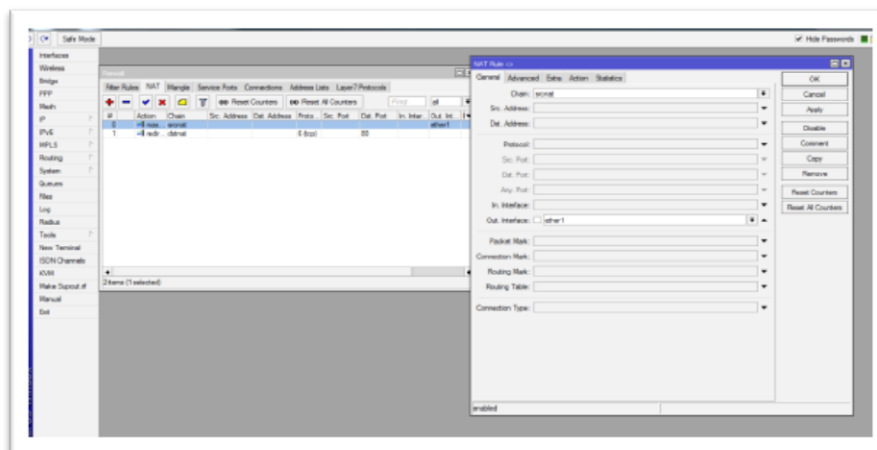 Safe Mode
Hide Passwords
Interfaces
Wireless
Bridge
PPP
Mesh
IP
IPv6
MPLS
Routing
System
Queues
Files
Log
Radius
Tools
New Terminal
ISDN Channels
KVM
Make Supout.rif
Manual
Exit
Firewall
Filter Rules NAT Mangle Service Ports Connections Address Lists Layer7 Protocols
00 Reset Counters 00 Reset All Counters Find all
# Action Chain Src. Address Dst. Address Proto... Src. Port Dst. Port In. Inter... Out. Int...
0 mas... srcnat ether1
1 redir... dstnat 6 (tcp) 80
2 items (1 selected)
NAT Rule <>
General Advanced Extra Action Statistics
Chain: srcnat
Src. Address:
Dst. Address:
Protocol:
Src. Port:
Dst. Port:
Any. Port:
In. Interface:
Out. Interface: ether1
Packet Mark:
Connection Mark:
Routing Mark:
Routing Table:
Connection Type:
OK
Cancel
Apply
Disable
Comment
Copy
Remove
Reset Counters
Reset All Counters
enabled